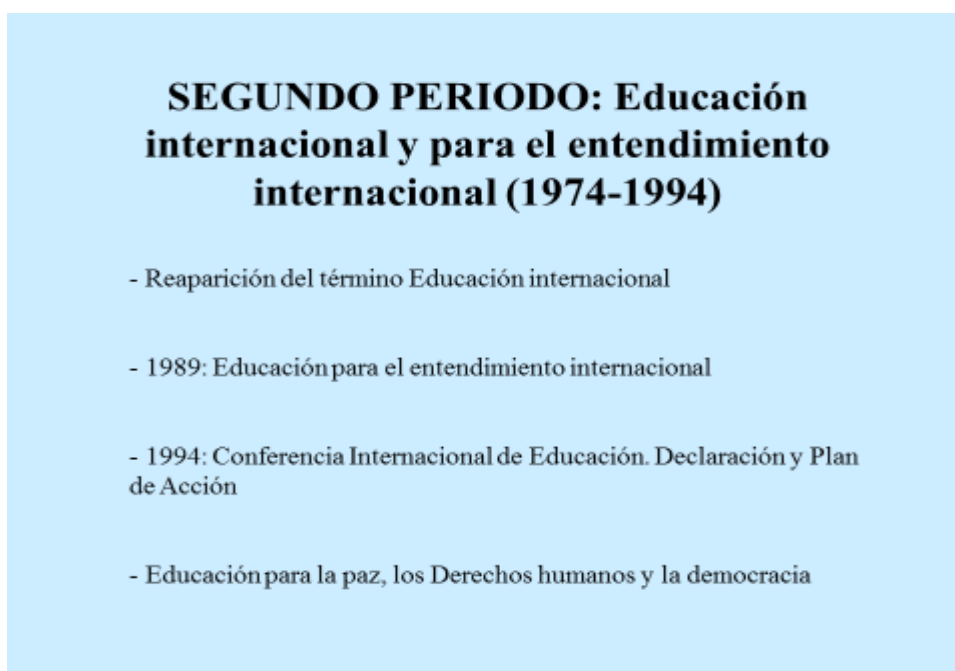 SEGUNDO PERIODO: Educación
internacional y para el entendimiento
internacional (1974-1994)
- Reaparición del término Educación internacional
- 1989: Educación para el entendimiento internacional
- 1994: Conferencia Internacional de Educación. Declaración y Plan
de Acción
- Educación para la paz, los Derechos humanos y la democracia